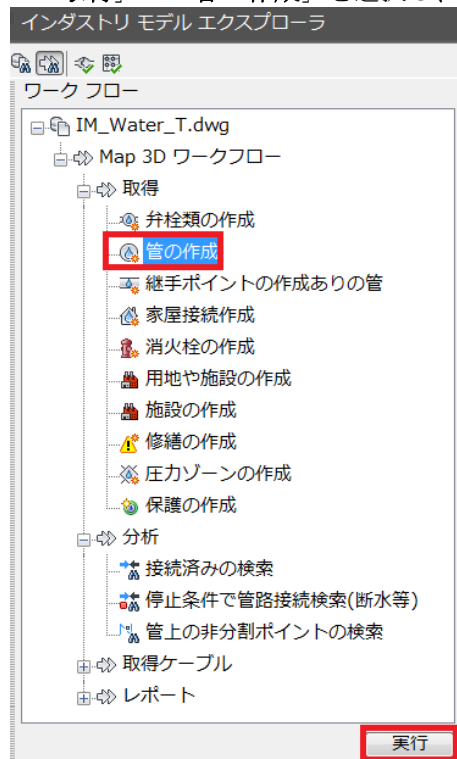 インダストリ モデル エクスプローラ
ワーク フロー
IM_Water_T.dwg
Map 3D ワークフロー
取得
弁栓類の作成
管の作成
継手ポイントの作成ありの管
家屋接続作成
消火栓の作成
用地や施設の作成
施設の作成
修繕の作成
圧力ゾーンの作成
保護の作成
分析
接続済みの検索
停止条件で管路接続検索(断水等)
管上の非分割ポイントの検索
取得ケーブル
レポート
実行